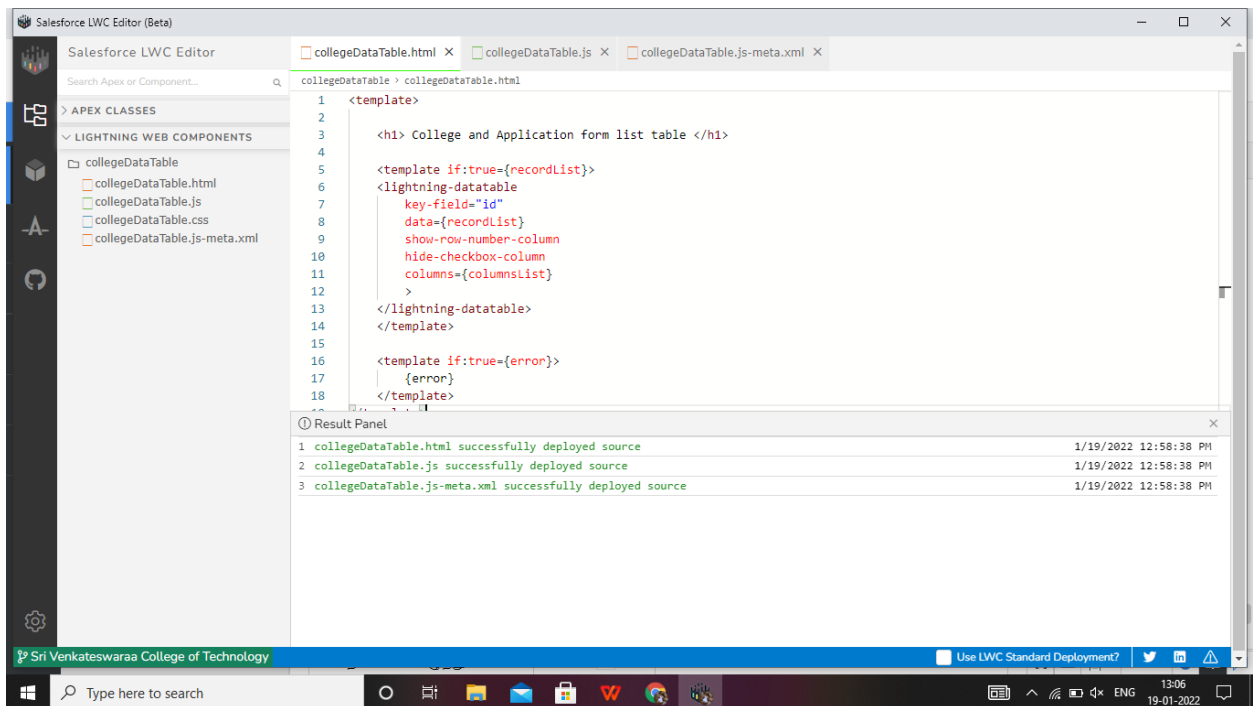 Salesforce LWC Editor (Beta)
Salesforce LWC Editor
Search Apex or Component...
APEX CLASSES
LIGHTNING WEB COMPONENTS
collegeDataTable
collegeDataTable.html
collegeDataTable.js
collegeDataTable.css
collegeDataTable.js-meta.xml
collegeDataTable.html
collegeDataTable.js
collegeDataTable.js-meta.xml
collegeDataTable > collegeDataTable.html
1 <template>
2
3 <h1> College and Application form list table </h1>
4
5 <template if:true={recordList}>
6 <lightning-datatable
7 key-field="id"
8 data={recordList}
9 show-row-number-column
10 hide-checkbox-column
11 columns={columnsList}
12 >
13 </lightning-datatable>
14 </template>
15
16 <template if:true={error}>
17 {error}
18 </template>
Result Panel
1 collegeDataTable.html successfully deployed source 1/19/2022 12:58:38 PM
2 collegeDataTable.js successfully deployed source 1/19/2022 12:58:38 PM
3 collegeDataTable.js-meta.xml successfully deployed source 1/19/2022 12:58:38 PM
Sri Venkateswaraa College of Technology
Use LWC Standard Deployment?
in
Type here to search
ENG
13:06
19-01-2022